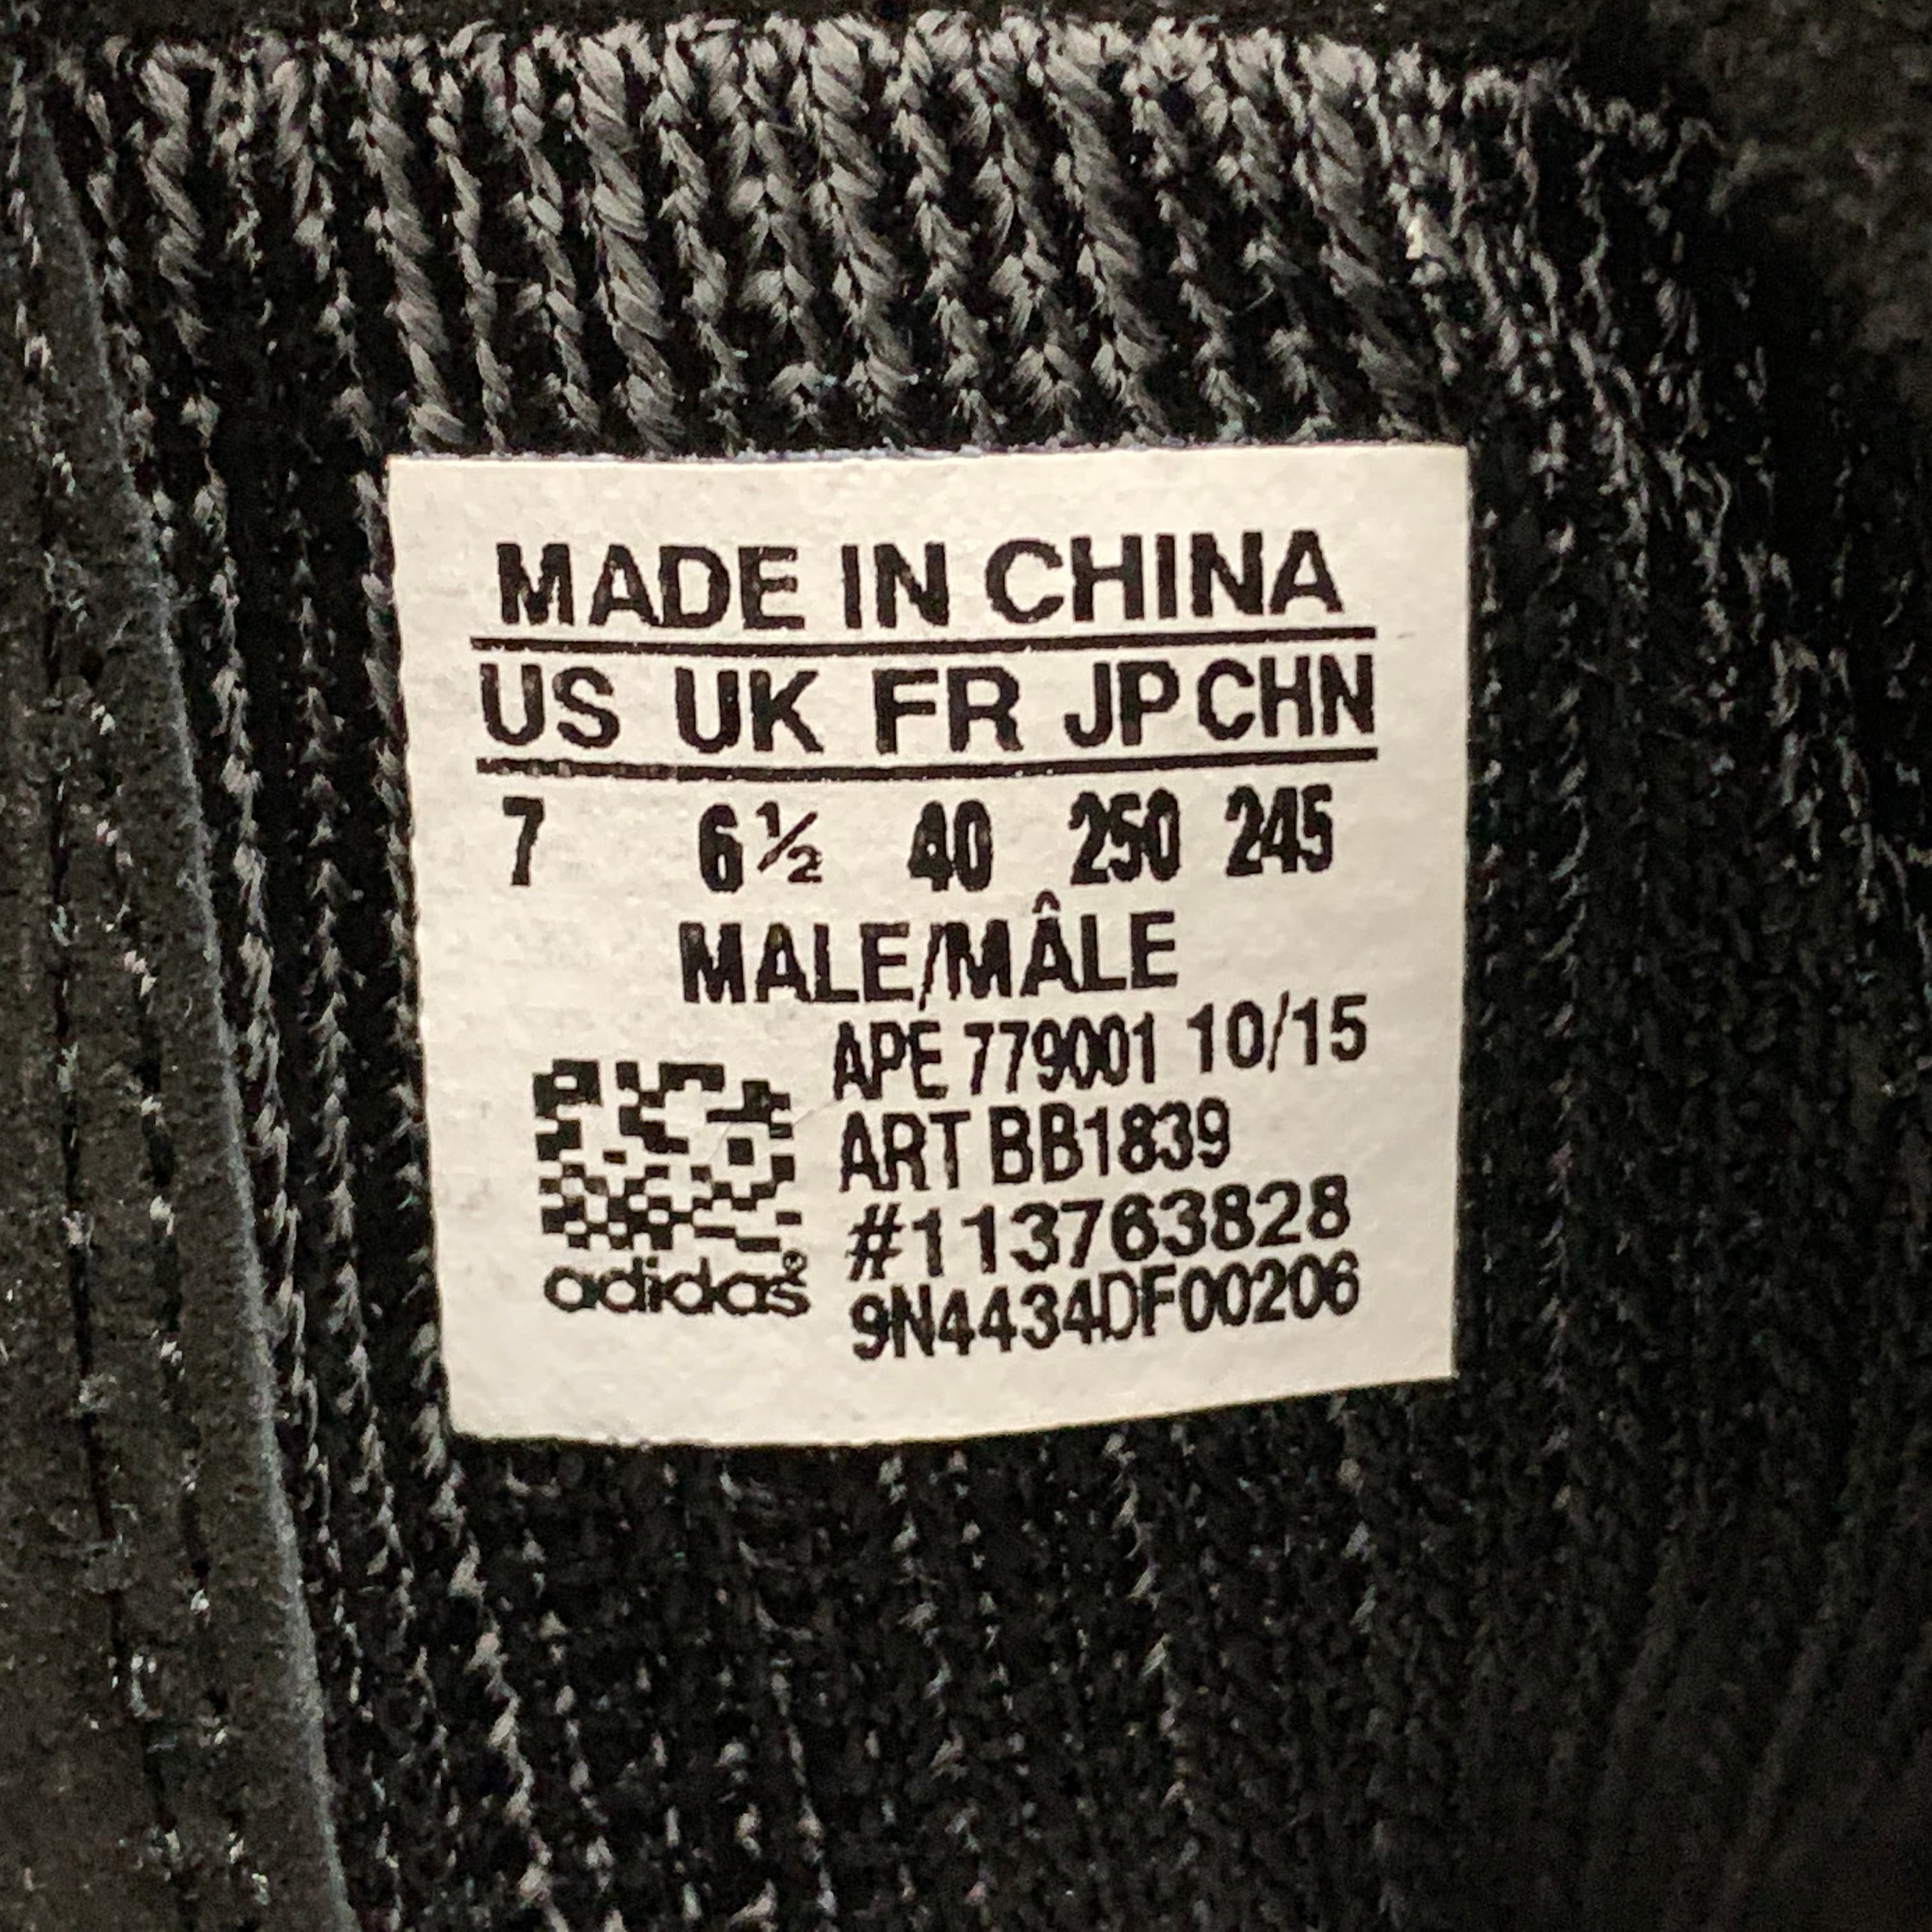 MADE IN CHINA
US UK FR JP CHN
7 6½ 40 250 245
MALE/MÂLE
APE 779001 10/15
ART BB1839
#113763828
9N4434DF00206
adidas®